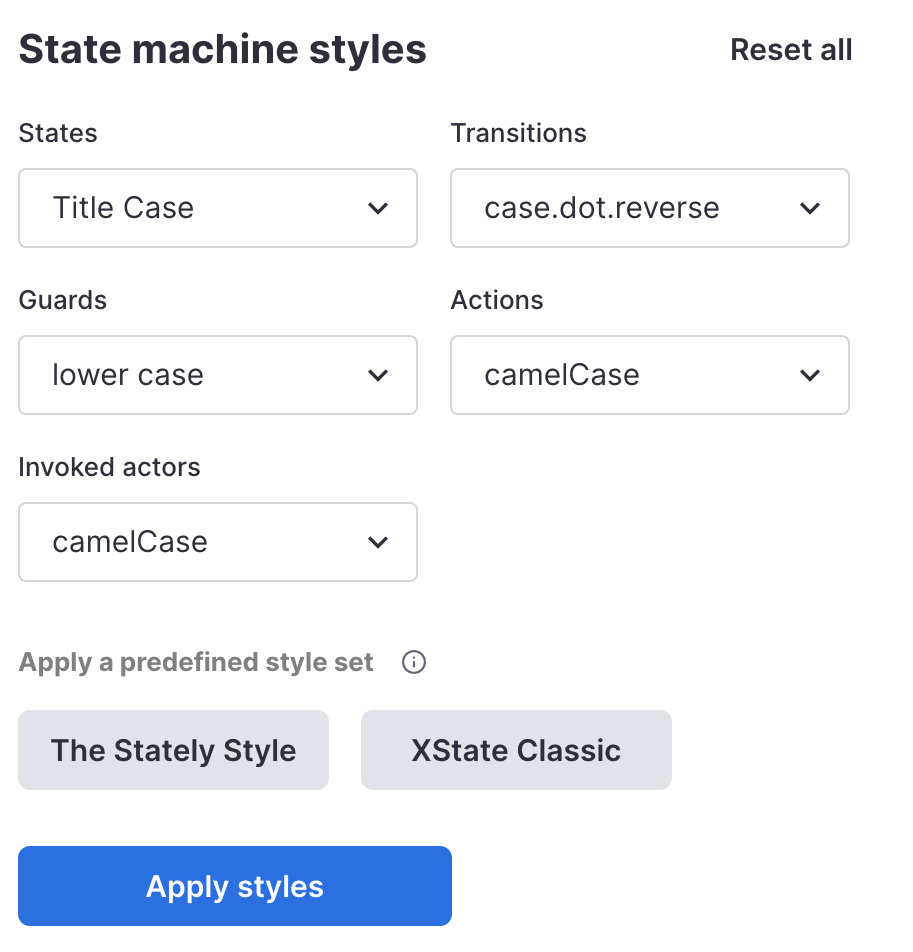 State machine styles
Reset all
States
Transitions
Title Case
case.dot.reverse
Guards
Actions
lower case
camelCase
Invoked actors
camelCase
Apply a predefined style set
The Stately Style
XState Classic
Apply styles